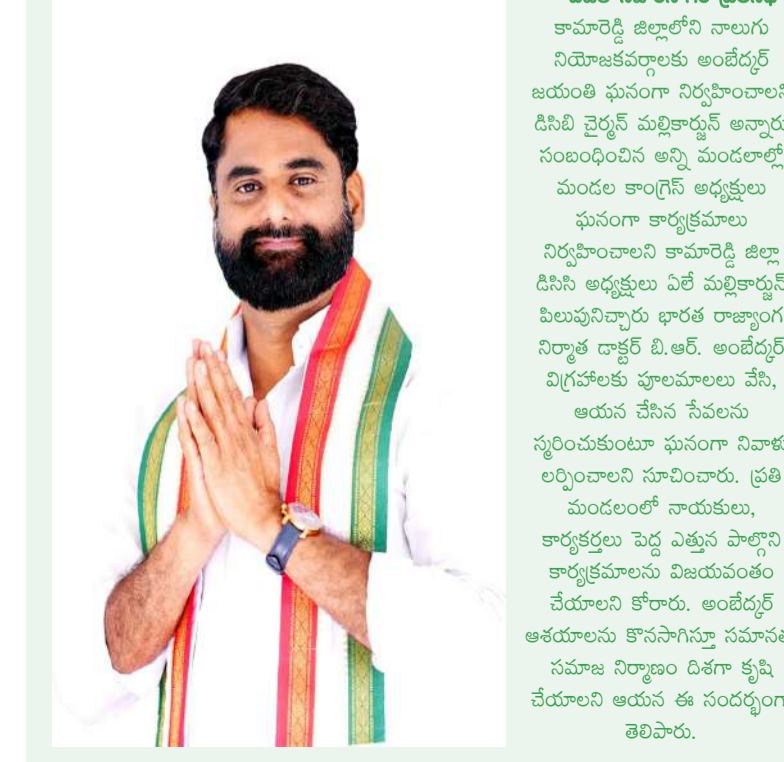 కామారెడ్డి జిల్లాలోని నాలుగు
నియోజకవర్గాలకు అంబేద్కర్
జయంతి ఘనంగా నిర్వహించాలని
డిసిబి చైర్మన్ మల్లికార్జున్ అన్నారు
సంబంధించిన అన్ని మండలాల్లో
మండల కాంగ్రెస్ అధ్యక్షులు
ఘనంగా కార్యక్రమాలు
నిర్వహించాలని కామారెడ్డి జిల్లా
డిసిసి అధ్యక్షులు ఏలే మల్లికార్జున్
పిలుపునిచ్చారు భారత రాజ్యాంగ
నిర్మాత డాక్టర్ బి.ఆర్. అంబేద్కర్
విగ్రహాలకు పూలమాలలు వేసి,
ఆయన చేసిన సేవలను
స్మరించుకుంటూ ఘనంగా నివాళు
లర్పించాలని సూచించారు. ప్రతి
మండలంలో నాయకులు,
కార్యకర్తలు పెద్ద ఎత్తున పాల్గొని
కార్యక్రమాలను విజయవంతం
చేయాలని కోరారు. అంబేద్కర్
ఆశయాలను కొనసాగిస్తూ సమానత
సమాజ నిర్మాణం దిశగా కృషి
చేయాలని ఆయన ఈ సందర్భంగా
తెలిపారు.